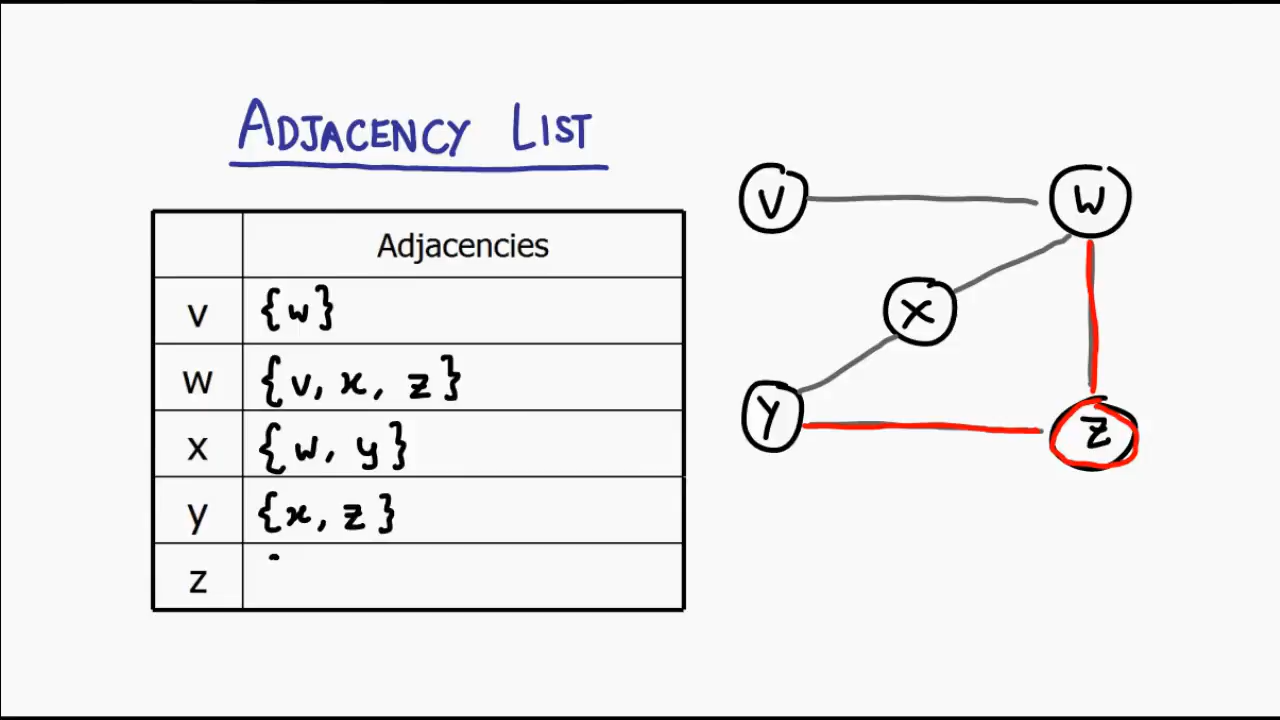 ADJACENCY LIST
Adjacencies
v {w}
w {v, x, z}
x {w, y}
y {x, z}
z
V W
X
Y Z